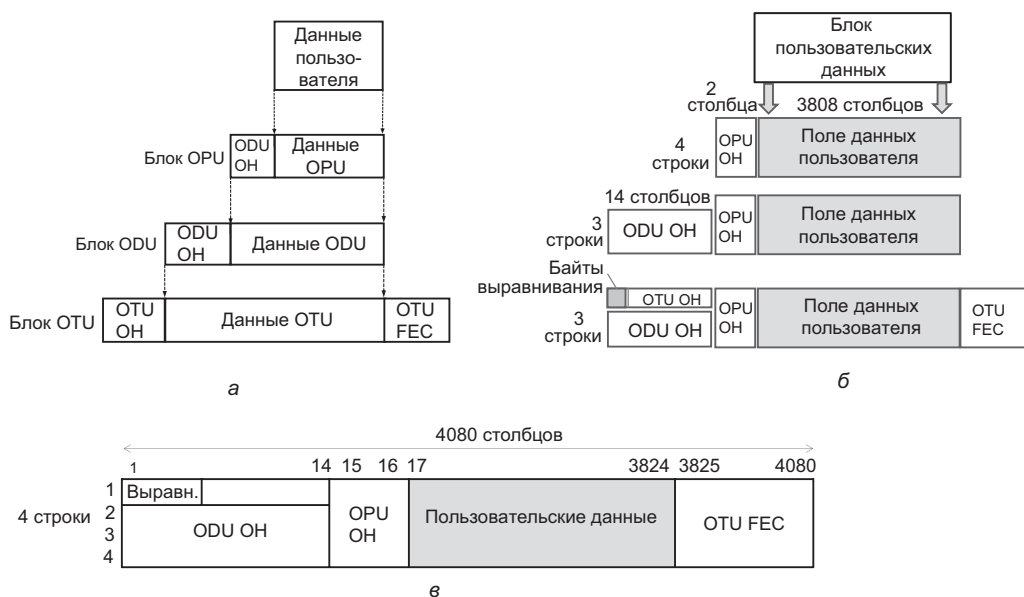 Данные
пользо-
вателя
Блок OPU
ODU
OH
Данные
OPU
Блок ODU
ODU
OH
Данные ODU
Блок OTU
OTU
OH
Данные OTU
OTU
FEC
а
Блок
пользовательских
данных
2
столбца
3808 столбцов
4
строки
OPU
OH
Поле данных
пользователя
14 столбцов
3
строки
ODU OH
OPU
OH
Поле данных
пользователя
Байты
выравнивания
OTU OH
3
строки
ODU OH
OPU
OH
Поле данных
пользователя
OTU
FEC
б
4080 столбцов
1 14 15 16 17 3824 3825 4080
4 строки
1
2
3
4
Выравн.
ODU OH
OPU
OH
Пользовательские данные
OTU FEC
в